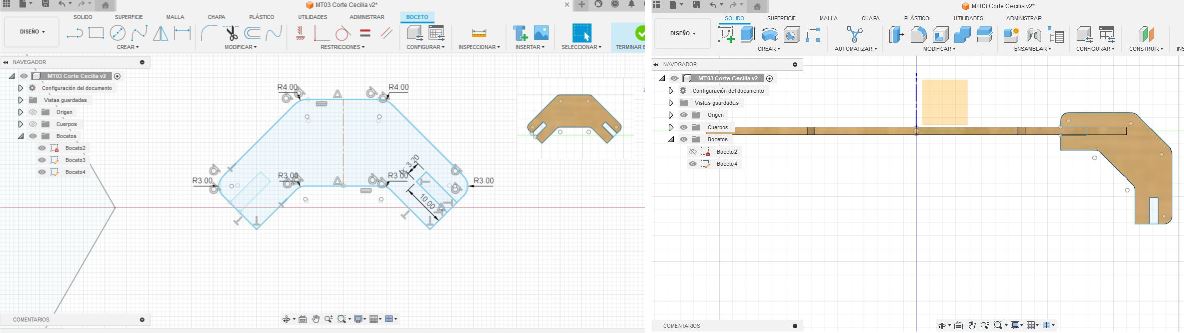 MT03 Corte Cecilia v2*
SÓLIDO SUPERFICIE MALLA CHAPA PLÁSTICO UTILIDADES ADMINISTRAR BOCETO
DISEÑO
CREAR MODIFICAR RESTRICCIONES CONFIGURAR INSPECCIONAR INSERTAR SELECCIONAR TERMINAR
NAVEGADOR
MT03 Corte Cecilia v2
Configuración del documento
Vistas guardadas
Origen
Cuerpos
Bocetos
Boceto2
Boceto3
Boceto4
R4.00 R4.00
R3.00 R3.00 R3.00 R3.00
3.20
10.00
COMENTARIOS
MT03 Corte Cecilia v2*
SÓLIDO SUPERFICIE MALLA CHAPA PLÁSTICO UTILIDADES ADMINISTRAR
DISEÑO
CREAR AUTOMATIZAR MODIFICAR ENSAMBLAR CONFIGURAR CONSTRUIR
NAVEGADOR
MT03 Corte Cecilia v2
Configuración del documento
Vistas guardadas
Origen
Cuerpos
Bocetos
Boceto2
Boceto4
COMENTARIOS